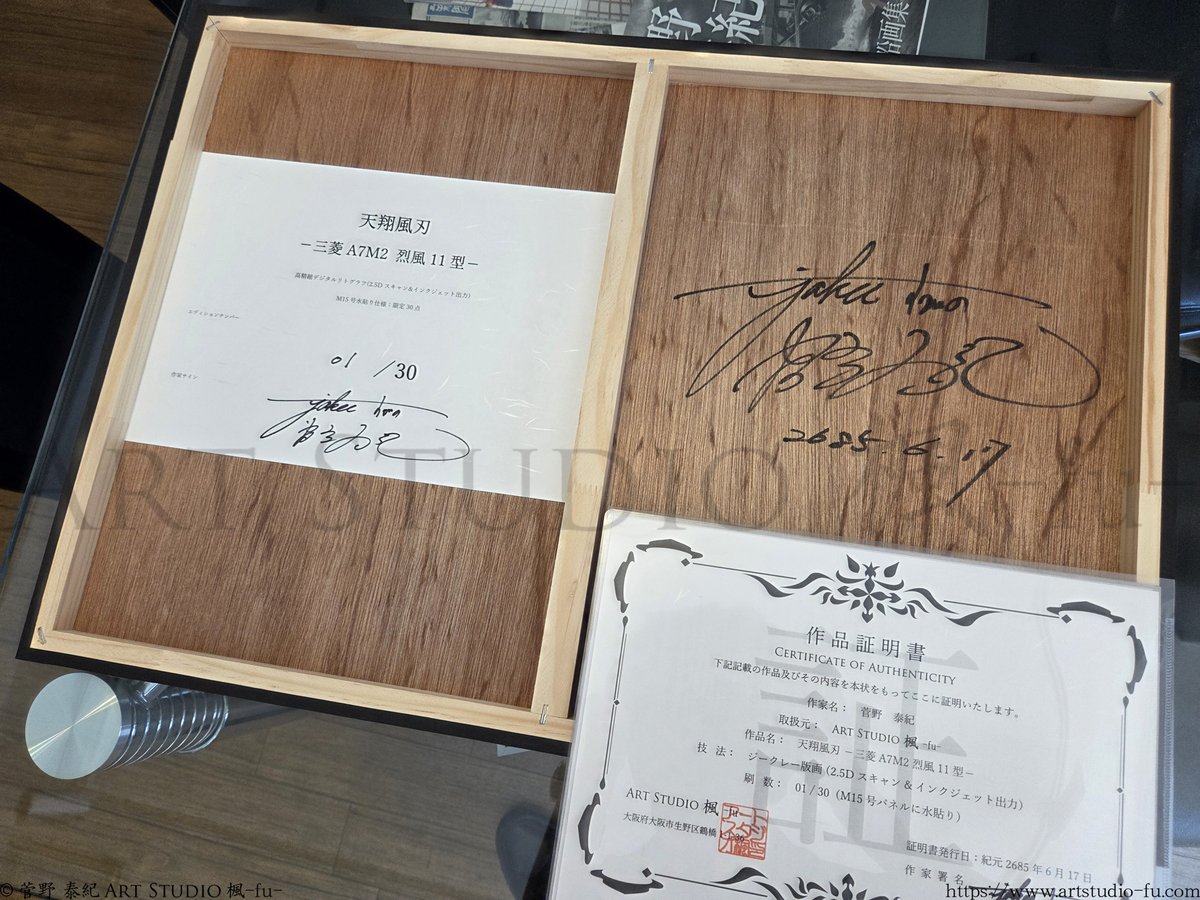 天翔風刃
－三菱 A7M2 烈風 11 型－
高精細デジタルリトグラフ(2.5D スキャン&インクジェット出力)
M15 号水貼り仕様：限定 30 点
エディションナンバー
01 /30
作家サイン
菅野泰紀
2685.6.17
作品証明書
CERTIFICATE OF AUTHENTICITY
下記記載の作品及びその内容を本状をもってここに証明いたします。
作家名： 菅野 泰紀
取扱元： ART STUDIO 楓 -fu-
作品名： 天翔風刃 －三菱 A7M2 烈風 11 型－
技 法： ジークレー版画 (2.5D スキャン＆インクジェット出力)
刷 数： 01 / 30（M15 号パネルに水貼り）
ART STUDIO 楓 -fu-
大阪府大阪市生野区鶴橋
証明書発行日：紀元 2685 年 6 月 17 日
作 家 署 名
ART STUDIO 楓-fu-
© 菅野 泰紀 ART STUDIO 楓-fu-
https://www.artstudio-fu.com